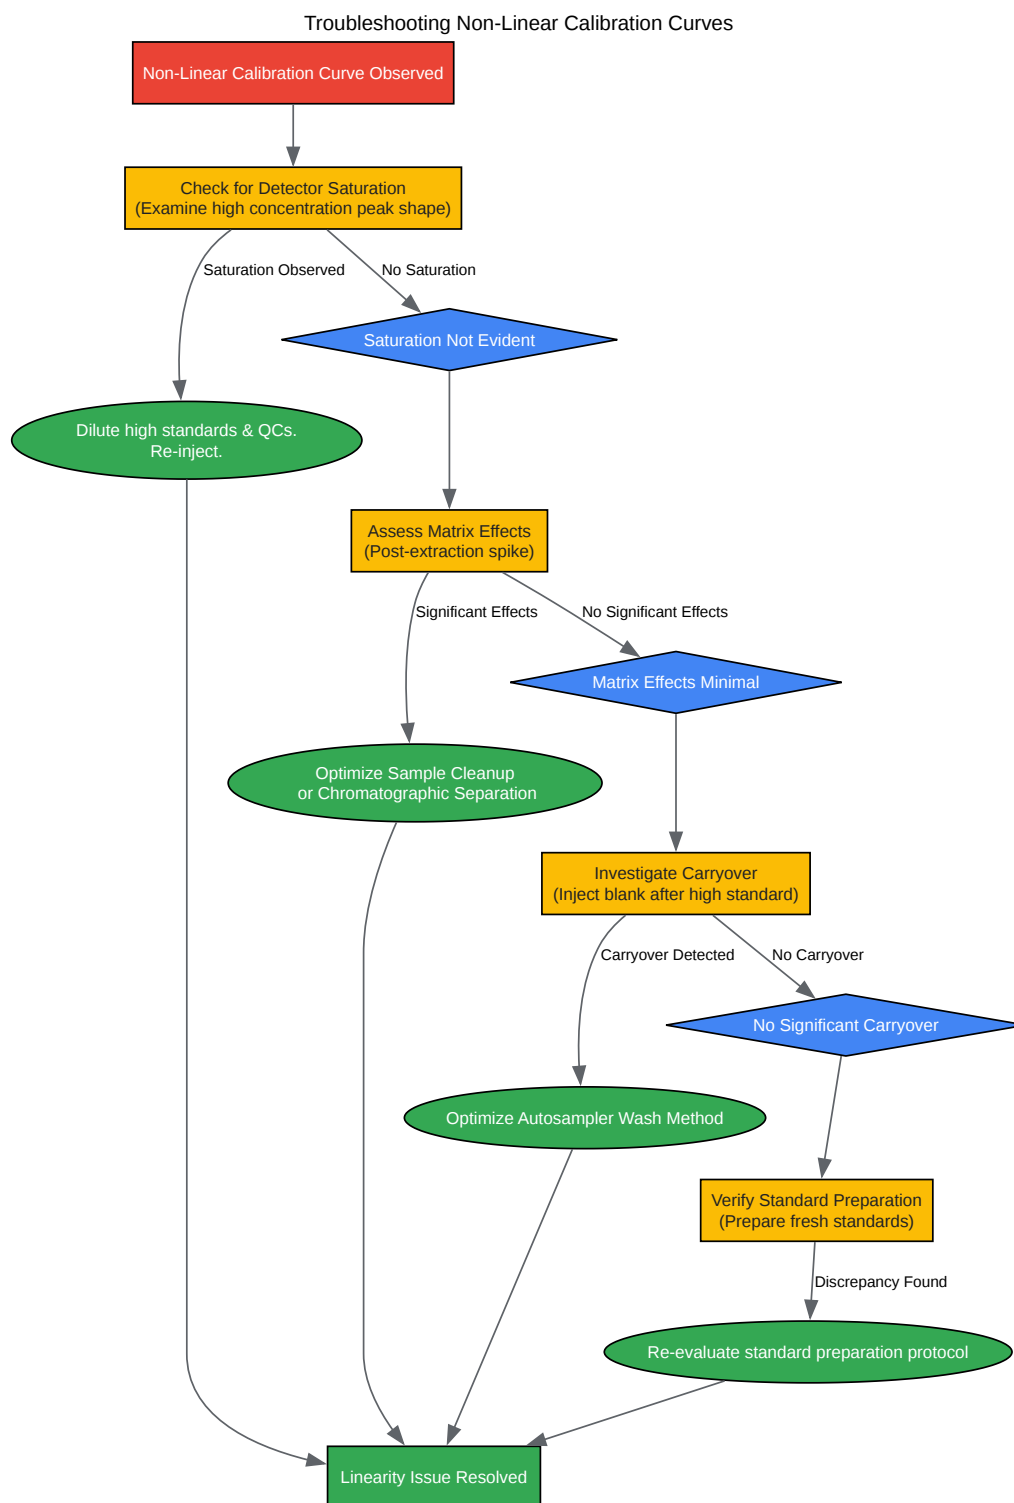 Troubleshooting Non-Linear Calibration Curves
Non-Linear Calibration Curve Observed
Check for Detector Saturation
(Examine high concentration peak shape)
Saturation Observed
No Saturation
Saturation Not Evident
Dilute high standards & QCs.
Re-inject.
Assess Matrix Effects
(Post-extraction spike)
Significant Effects
No Significant Effects
Matrix Effects Minimal
Optimize Sample Cleanup
or Chromatographic Separation
Investigate Carryover
(Inject blank after high standard)
Carryover Detected
No Carryover
No Significant Carryover
Optimize Autosampler Wash Method
Verify Standard Preparation
(Prepare fresh standards)
Discrepancy Found
Re-evaluate standard preparation protocol
Linearity Issue Resolved